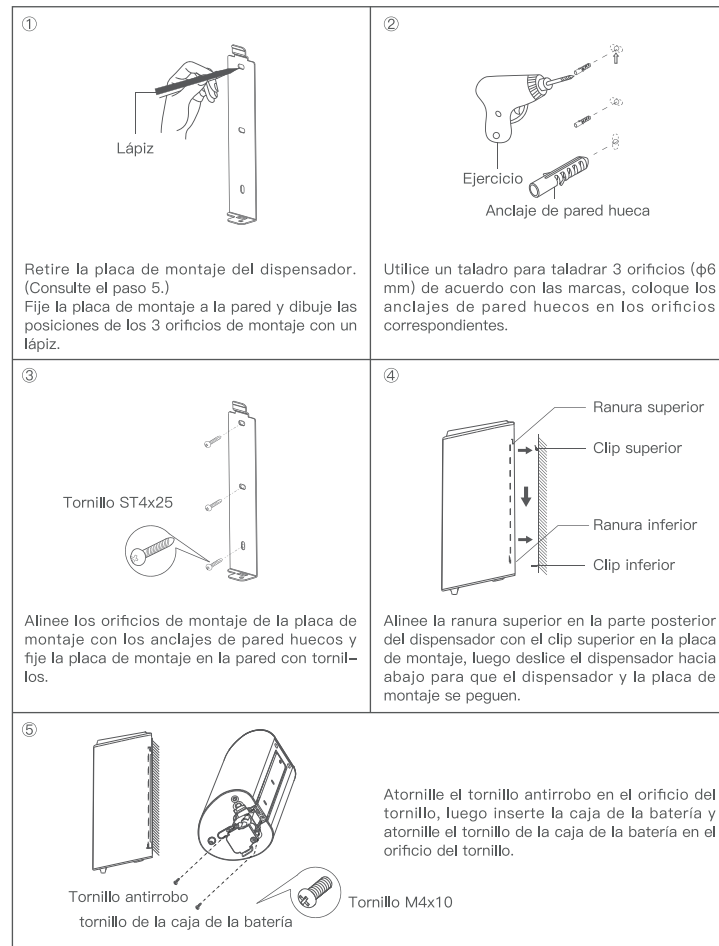 ①
Lápiz
Retire la placa de montaje del dispensador.
(Consulte el paso 5.)
Fije la placa de montaje a la pared y dibuje las
posiciones de los 3 orificios de montaje con un
lápiz.
②
Ejercicio
Anclaje de pared hueca
Utilice un taladro para taladrar 3 orificios (φ6
mm) de acuerdo con las marcas, coloque los
anclajes de pared huecos en los orificios
correspondientes.
③
Tornillo ST4x25
Alinee los orificios de montaje de la placa de
montaje con los anclajes de pared huecos y
fije la placa de montaje en la pared con tornil-
los.
④
Ranura superior
Clip superior
Ranura inferior
Clip inferior
Alinee la ranura superior en la parte posterior
del dispensador con el clip superior en la placa
de montaje, luego deslice el dispensador hacia
abajo para que el dispensador y la placa de
montaje se peguen.
⑤
Tornillo antirrobo
tornillo de la caja de la batería
Tornillo M4x10
Atornille el tornillo antirrobo en el orificio del
tornillo, luego inserte la caja de la batería y
atornille el tornillo de la caja de la batería en el
orificio del tornillo.